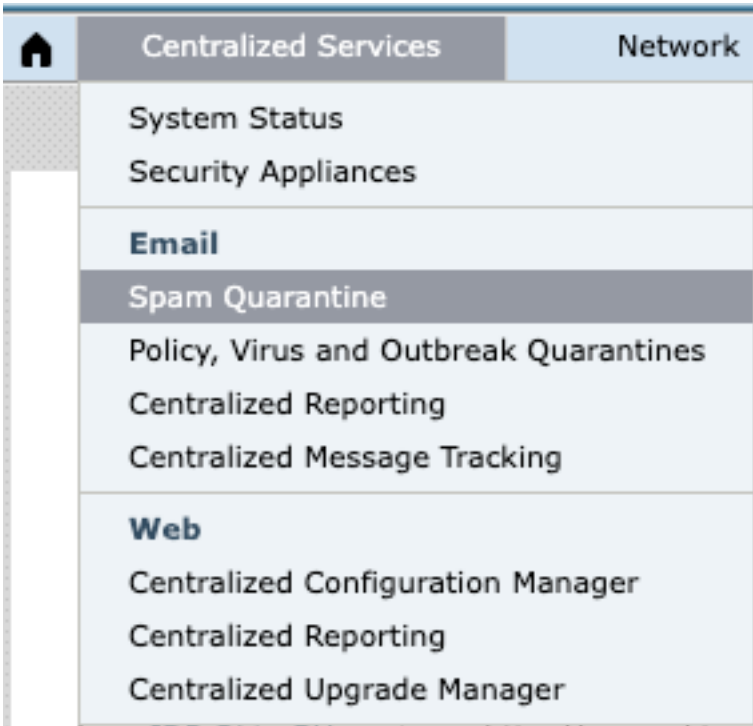 Centralized Services Network
System Status
Security Appliances
Email
Spam Quarantine
Policy, Virus and Outbreak Quarantines
Centralized Reporting
Centralized Message Tracking
Web
Centralized Configuration Manager
Centralized Reporting
Centralized Upgrade Manager